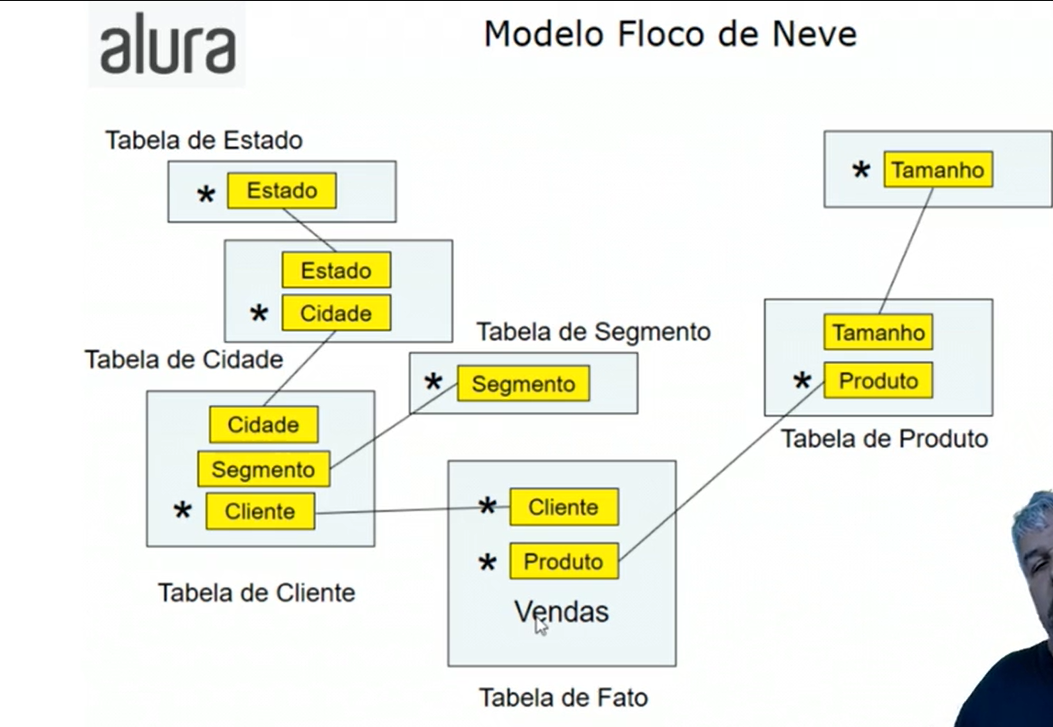 alura
Modelo Floco de Neve
Tabela de Estado
* Estado
* Tamanho
Estado
* Cidade
Tabela de Cidade
Tabela de Segmento
* Segmento
Tamanho
* Produto
Tabela de Produto
Cidade
Segmento
* Cliente
Tabela de Cliente
* Cliente
* Produto
Vendas
Tabela de Fato